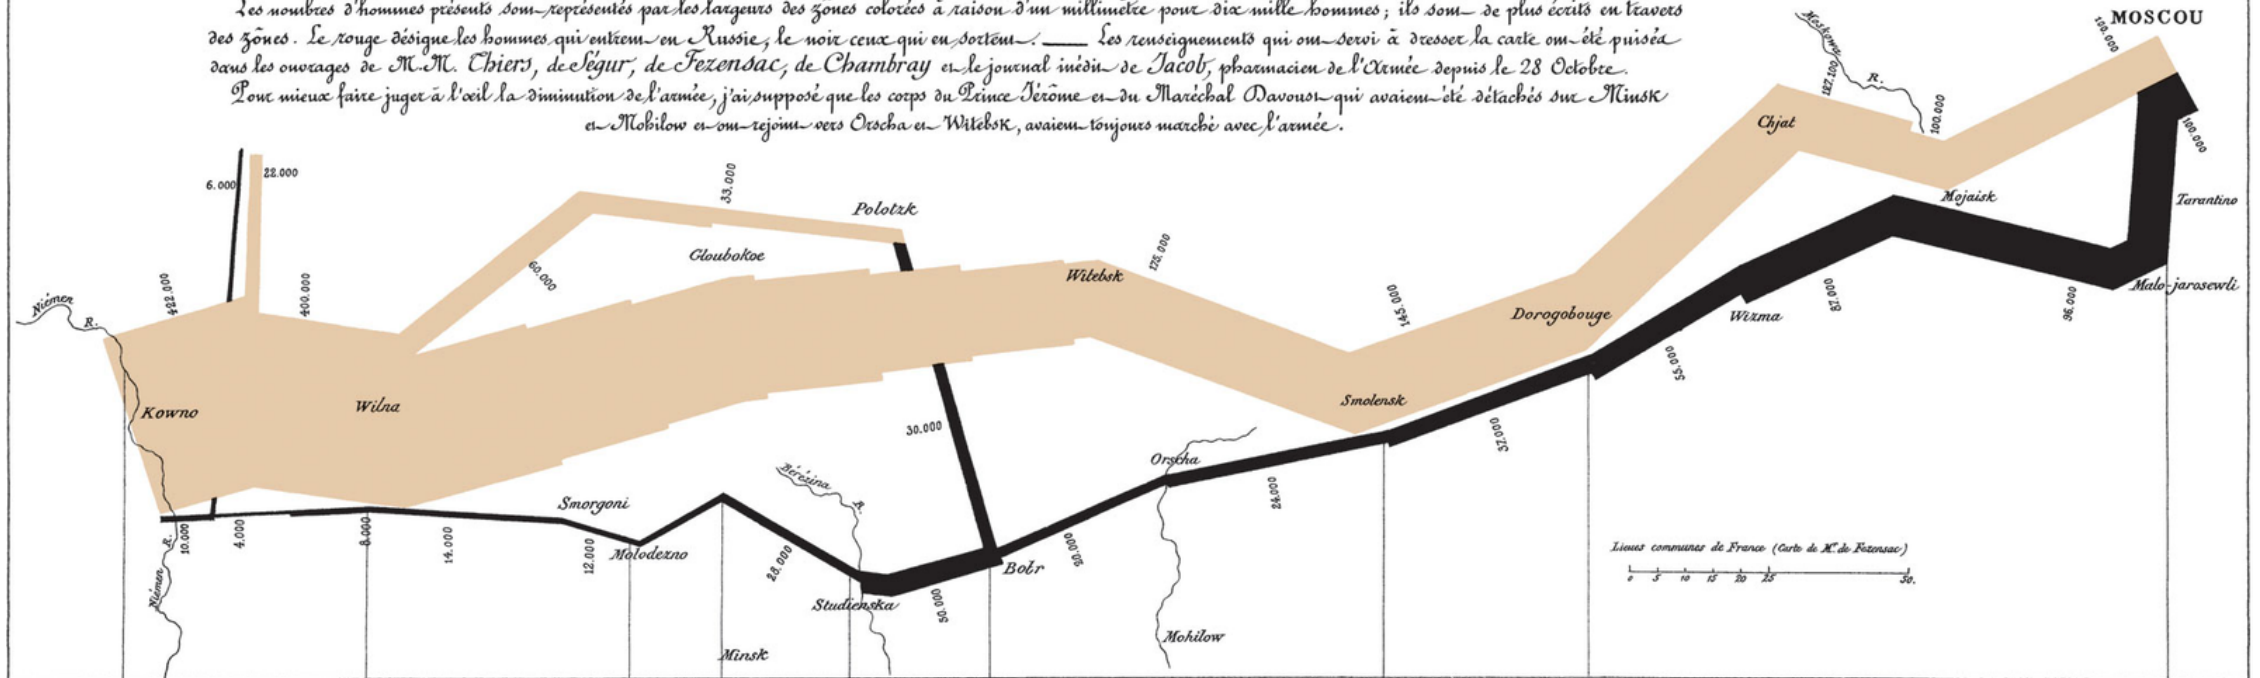 Les nombres d'hommes présents sont représentés par les largeurs des zônes colorées à raison d'un millimètre pour dix mille hommes; ils sont de plus écrits en travers
des zônes. Le rouge désigne les hommes qui entrent en Russie, le noir ceux qui en sortent. — Les renseignements qui ont servi à dresser la carte ont été puisés
dans les ouvrages de M.M. Thiers, de Ségur, de Fezensac, de Chambray et le journal inédit de Jacob, pharmacien de l'Armée depuis le 28 Octobre.
Pour mieux faire juger à l'œil la diminution de l'armée, j'ai supposé que les corps du Prince Jérôme et du Maréchal Davoust qui avaient été détachés sur Minsk
et Mohilow et ont rejoint vers Orscha et Witebsk, avaient toujours marché avec l'armée.
MOSCOU
100.000
Moskowa
R.
187.100
100.000
Chjat
100.000
Mojaisk
Tarantino
Malo-jarosewli
6.000
22.000
33.000
Polotzk
Gloubokoe
60.000
422.000
400.000
Niémen
R.
Witebsk
175.000
145.000
Dorogobouge
Wizma
87.000
96.000
55.000
Kowno
Wilna
Smolensk
37.000
30.000
Orscha
24.000
Bérézina
R.
Smorgoni
Molodezno
10.000
4.000
8.000
14.000
12.000
28.000
20.000
Bobr
Studienska
50.000
Niémen
R.
Minsk
Mohilow
Lieues communes de France (Carte de M. de Fezensac)
0 5 10 15 20 25 50.